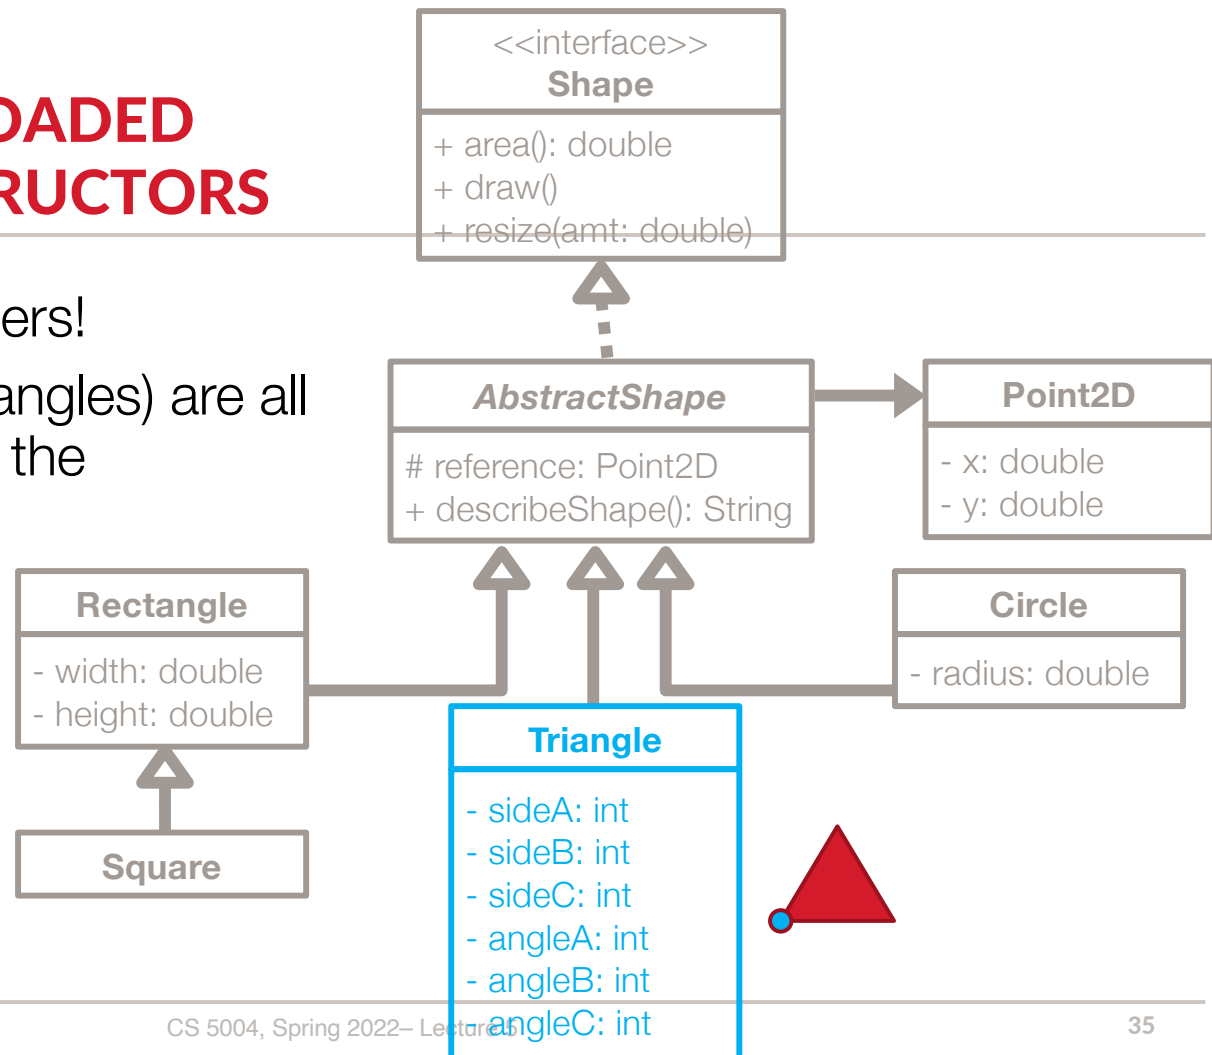 OADED
RUCTORS
ers!
angles) are all
the
<<interface>>
Shape
+ area(): double
+ draw()
+ resize(amt: double)
AbstractShape
# reference: Point2D
+ describeShape(): String
Point2D
- x: double
- y: double
Rectangle
- width: double
- height: double
Square
Triangle
- sideA: int
- sideB: int
- sideC: int
- angleA: int
- angleB: int
- angleC: int
Circle
- radius: double
CS 5004, Spring 2022– Lecture 5
35